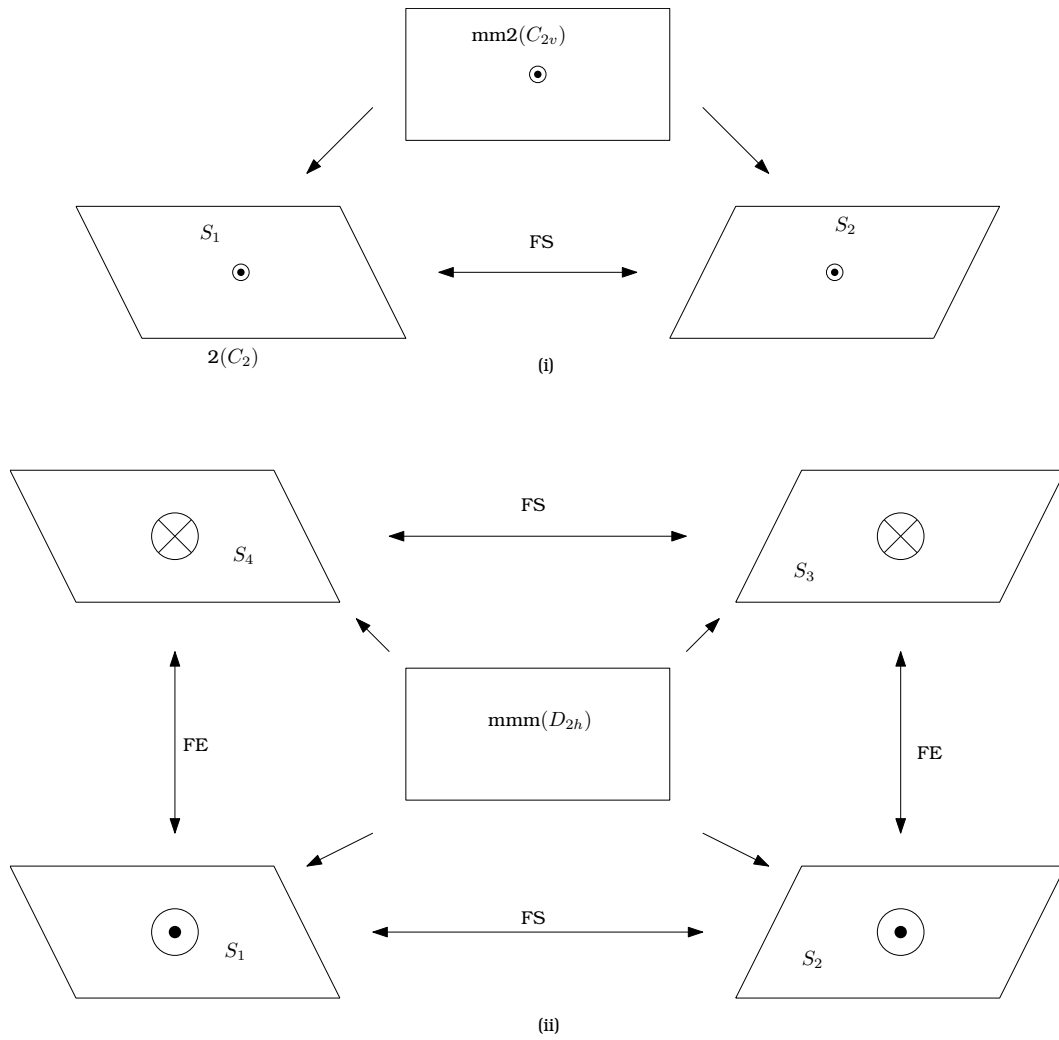 mm2(C₂ᵥ)
S₁
FS
S₂
2(C₂)
(i)
FS
S₄
S₃
mmm(D₂ₕ)
FE
FE
FS
S₁
S₂
(ii)